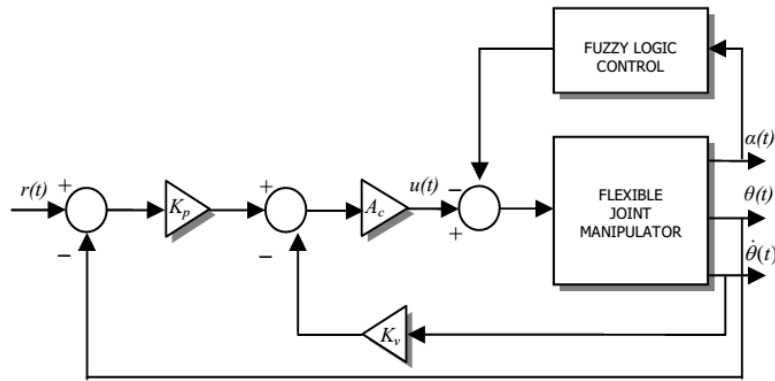 FUZZY LOGIC
CONTROL
α(t)
r(t)
+
−
K_p
+
−
A_c
u(t)
−
+
FLEXIBLE
JOINT
MANIPULATOR
θ(t)
θ̇(t)
K_v